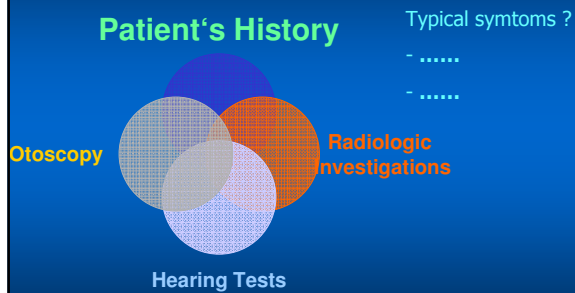 Patient‘s History
Typical symtoms ?
- ......
- ......
Otoscopy
Radiologic
Investigations
Hearing Tests